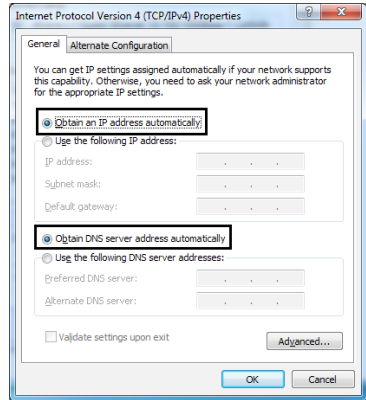 Internet Protocol Version 4 (TCP/IPv4) Properties
General Alternate Configuration
You can get IP settings assigned automatically if your network supports
this capability. Otherwise, you need to ask your network administrator
for the appropriate IP settings.
Obtain an IP address automatically
Use the following IP address:
IP address:
Subnet mask:
Default gateway:
Obtain DNS server address automatically
Use the following DNS server addresses:
Preferred DNS server:
Alternate DNS server:
Validate settings upon exit
Advanced...
OK Cancel